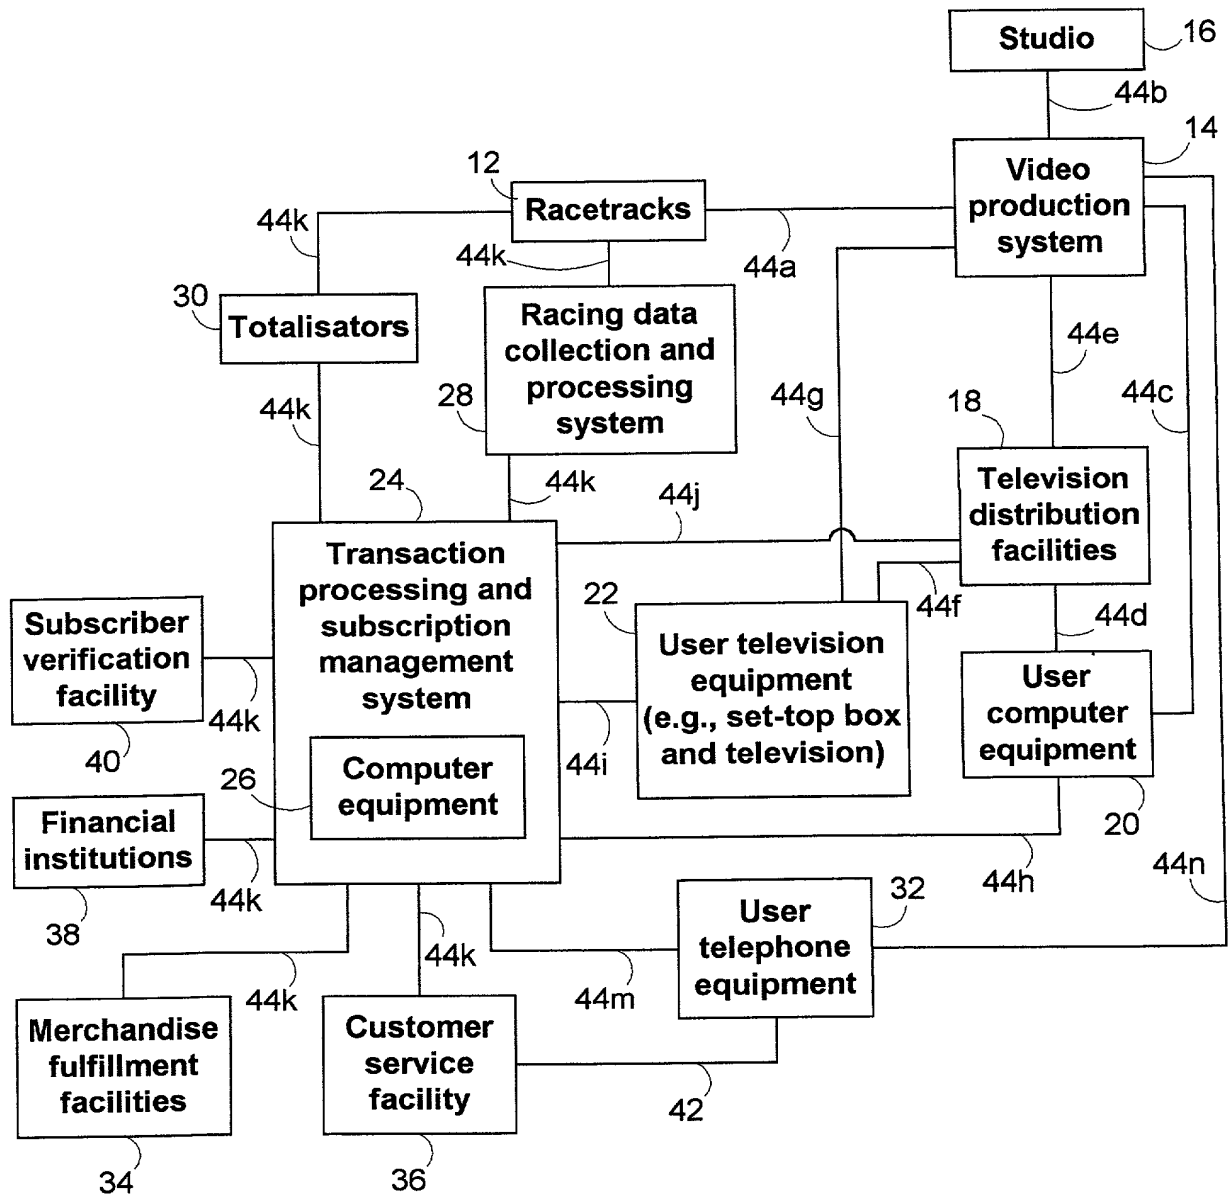 Studio
16
44b
14
Video
production
system
12
Racetracks
44k
44k
44a
30
Totalisators
Racing data
collection and
processing
system
44e
44k
28
44g
44c
18
24
44k
44j
Television
distribution
facilities
Transaction
processing and
subscription
management
system
22
44f
44d
Subscriber
verification
facility
User television
equipment
(e.g., set-top box
and television)
User
computer
equipment
44k
40
44i
26
Computer
equipment
20
Financial
institutions
44k
38
44h
44n
32
User
telephone
equipment
44k
44k
44m
Merchandise
fulfillment
facilities
Customer
service
facility
42
34
36